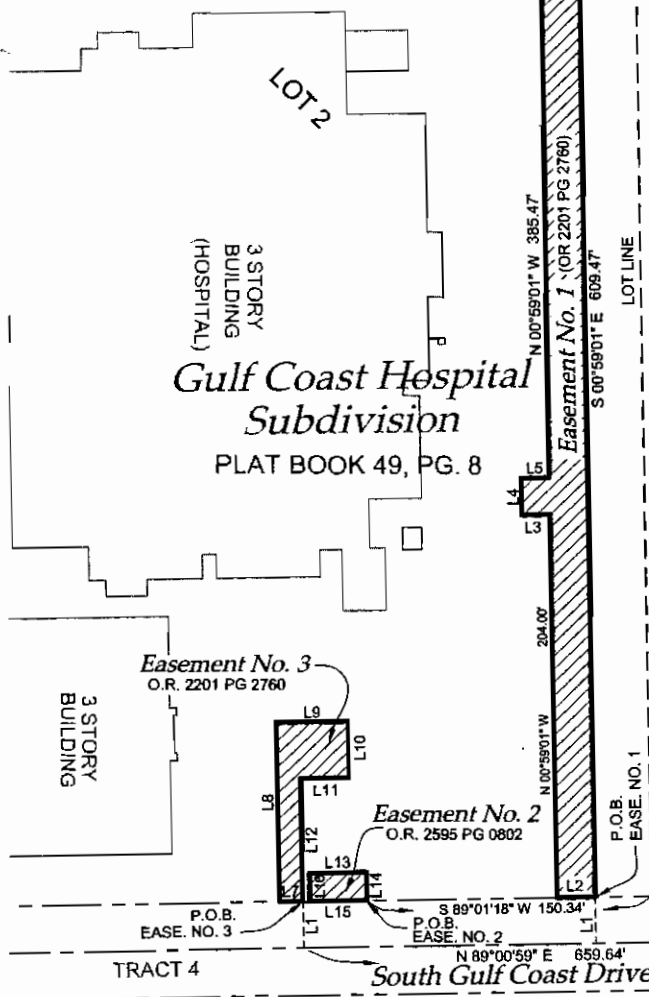 LOT 2
3 STORY
BUILDING
(HOSPITAL)
Gulf Coast Hospital
Subdivision
PLAT BOOK 49, PG. 8
N 00°59'01" W 385.47'
Easement No. 1 (OR 2201 PG 2760)
S 00°59'01" E 609.47'
LOT LINE
L5
L4
L3
204.00'
N 00°59'01" W
Easement No. 3
O.R. 2201 PG 2760
3 STORY
BUILDING
L9
L10
L8
L11
L12
Easement No. 2
O.R. 2595 PG 0802
L13
L16
L14
L7
L15
L2
P.O.B.
EASE. NO. 1
P.O.B.
EASE. NO. 3
L1
P.O.B.
EASE. NO. 2
S 89°01'18" W 150.34'
L1
N 89°00'59" E 659.64'
TRACT 4
South Gulf Coast Drive